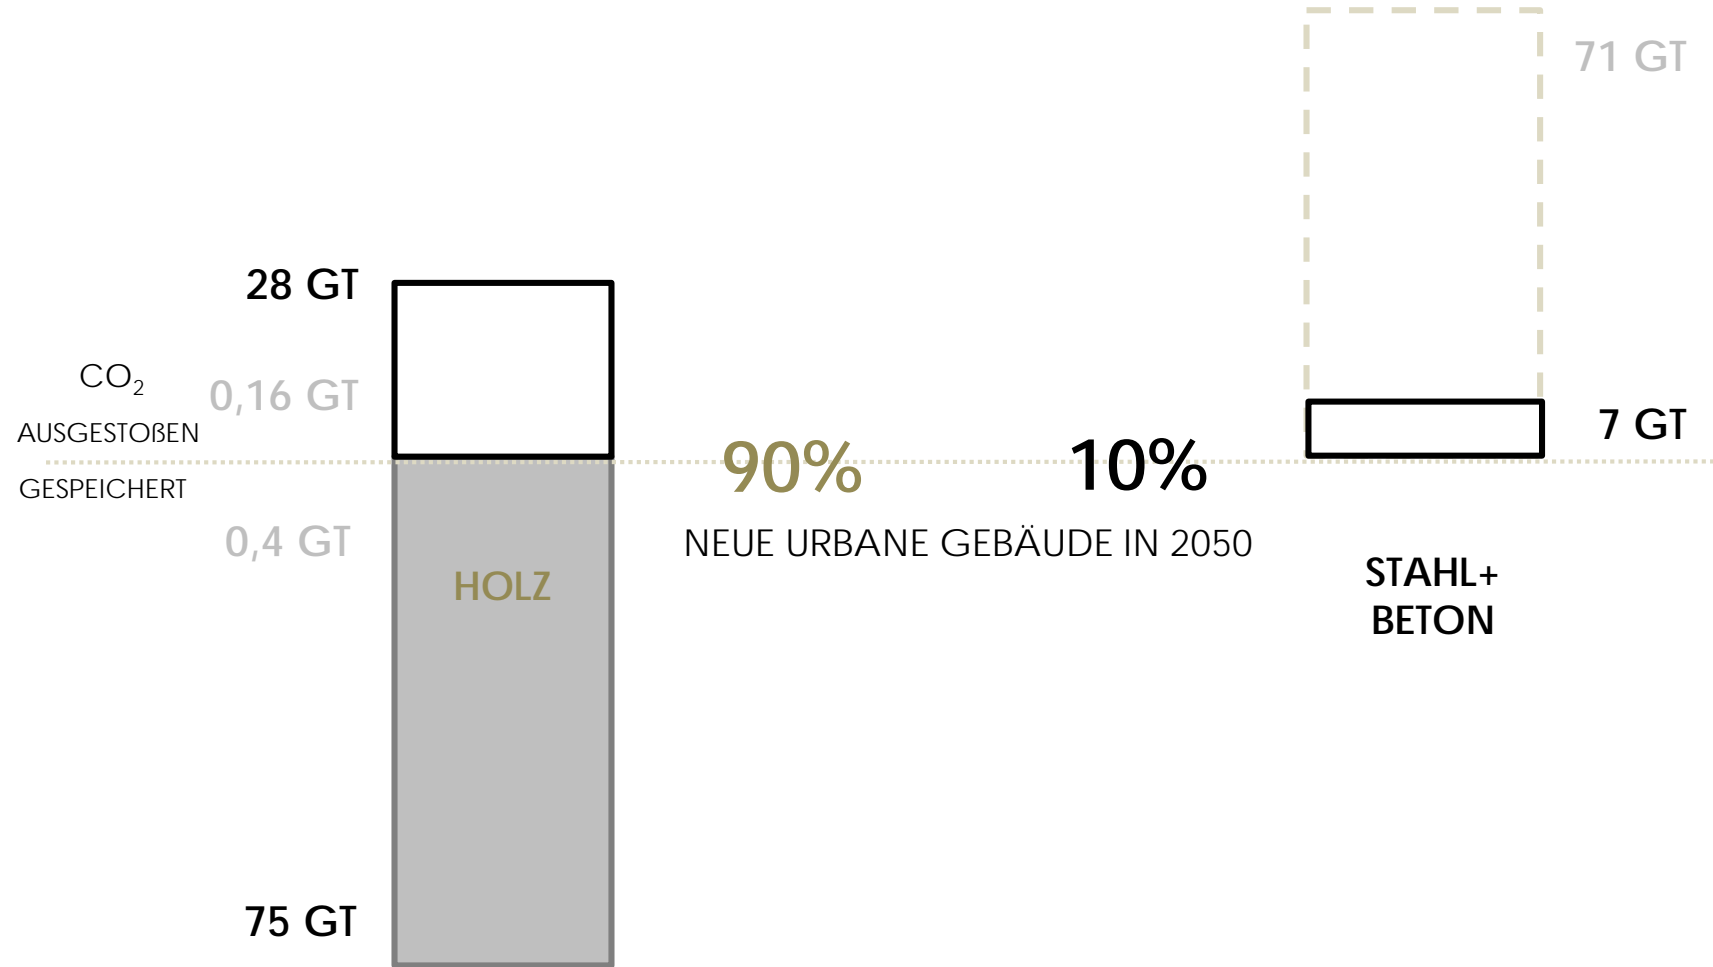 71 GT
28 GT
CO₂
0,16 GT
AUSGESTOßEN
7 GT
90%
10%
GESPEICHERT
0,4 GT
NEUE URBANE GEBÄUDE IN 2050
HOLZ
STAHL+
BETON
75 GT